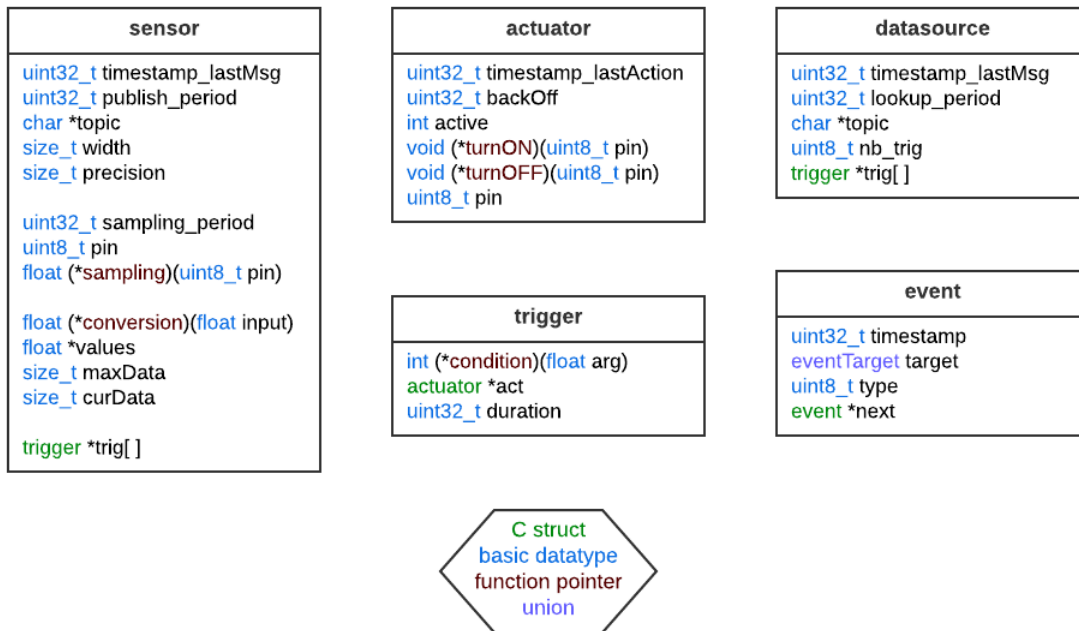 sensor
uint32_t timestamp_lastMsg
uint32_t publish_period
char *topic
size_t width
size_t precision
uint32_t sampling_period
uint8_t pin
float (*sampling)(uint8_t pin)
float (*conversion)(float input)
float *values
size_t maxData
size_t curData
trigger *trig[ ]
actuator
uint32_t timestamp_lastAction
uint32_t backOff
int active
void (*turnON)(uint8_t pin)
void (*turnOFF)(uint8_t pin)
uint8_t pin
datasource
uint32_t timestamp_lastMsg
uint32_t lookup_period
char *topic
uint8_t nb_trig
trigger *trig[ ]
trigger
int (*condition)(float arg)
actuator *act
uint32_t duration
event
uint32_t timestamp
eventTarget target
uint8_t type
event *next
C struct
basic datatype
function pointer
union